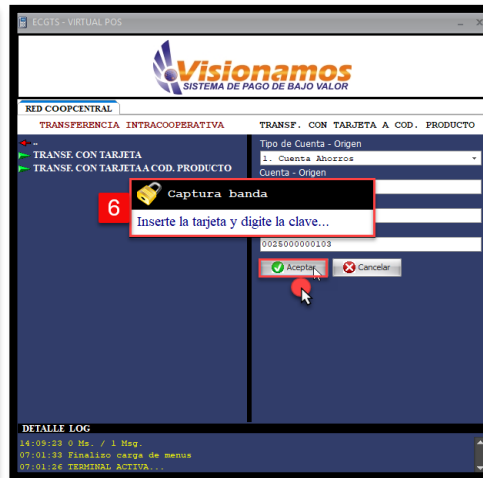 ECGTS - VIRTUAL POS
Visionamos
SISTEMA DE PAGO DE BAJO VALOR
RED COOPCENTRAL
TRANSFERENCIA INTRACOOPERATIVA
TRANSF. CON TARJETA A COD. PRODUCTO
..
TRANSF. CON TARJETA
TRANSF. CON TARJETA A COD. PRODUCTO
Tipo de Cuenta - Origen
1. Cuenta Ahorros
Cuenta - Origen
6
Captura banda
Inserte la tarjeta y digite la clave...
0025000000103
Aceptar
Cancelar
DETALLE LOG
14:09:23 0 Ms. / 1 Msg.
07:01:33 Finalizo carga de menus
07:01:26 TERMINAL ACTIVA...